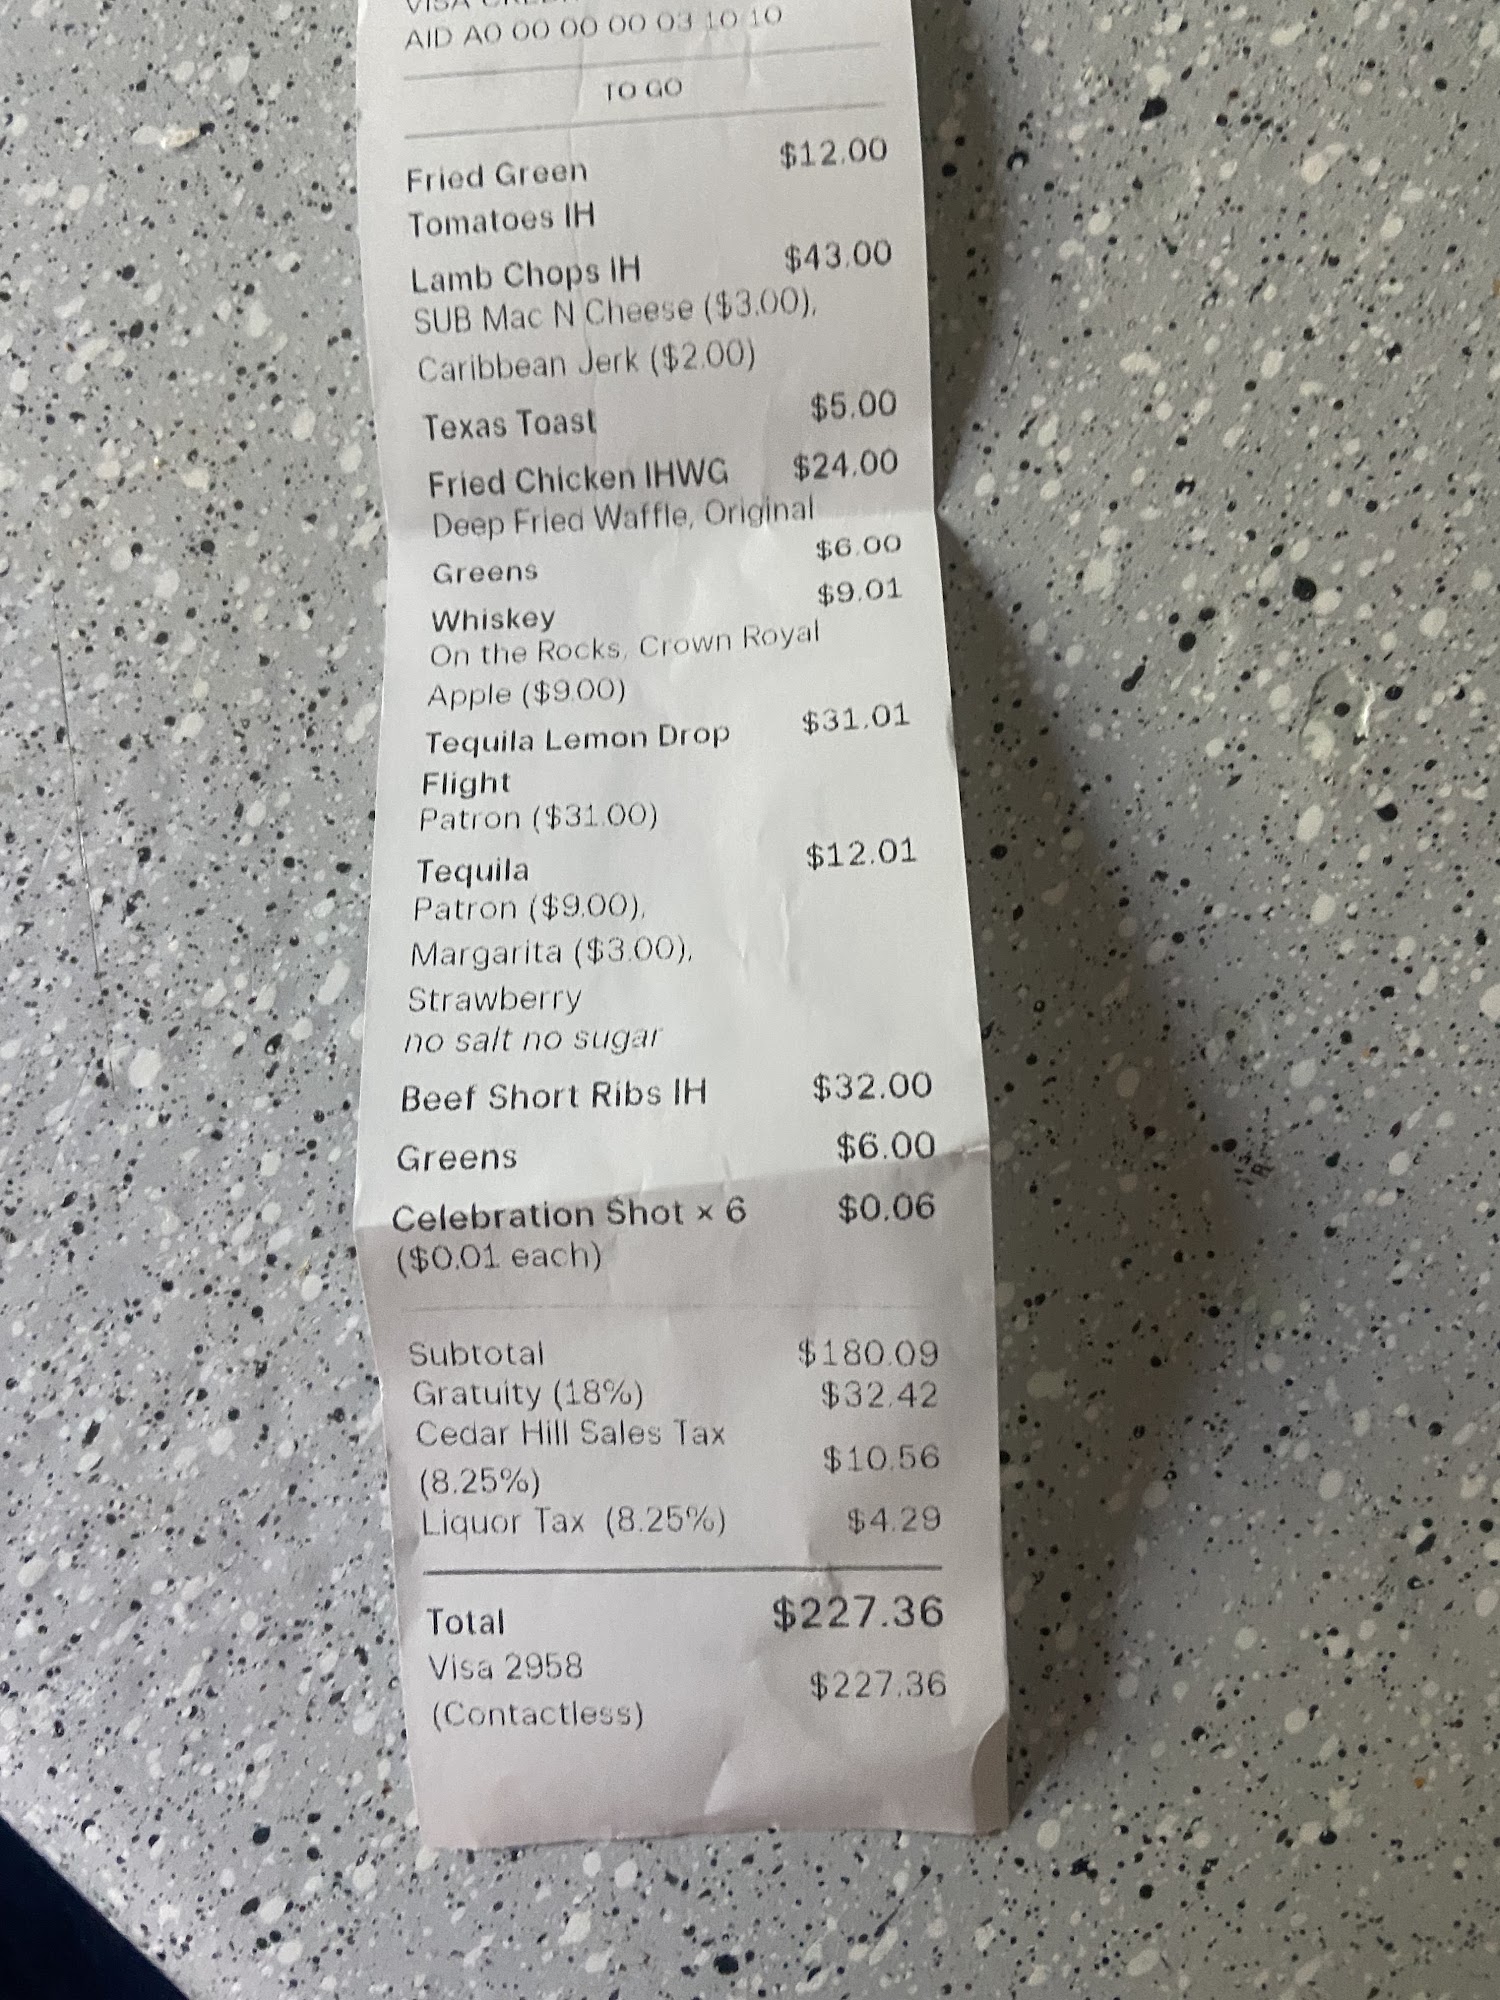 AID A0 00 00 00 03 10 10
TO GO
Fried Green $12.00
Tomatoes IH
Lamb Chops IH $43.00
SUB Mac N Cheese ($3.00),
Caribbean Jerk ($2.00)
Texas Toast $5.00
Fried Chicken IHWG $24.00
Deep Fried Waffle, Original
Greens $6.00
Whiskey $9.01
On the Rocks, Crown Royal
Apple ($9.00)
Tequila Lemon Drop $31.01
Flight
Patron ($31.00)
Tequila $12.01
Patron ($9.00),
Margarita ($3.00),
Strawberry
no salt no sugar
Beef Short Ribs IH $32.00
Greens $6.00
Celebration Shot × 6 $0.06
($0.01 each)
Subtotal $180.09
Gratuity (18%) $32.42
Cedar Hill Sales Tax $10.56
(8.25%)
Liquor Tax (8.25%) $4.29
Total $227.36
Visa 2958 $227.36
(Contactless)